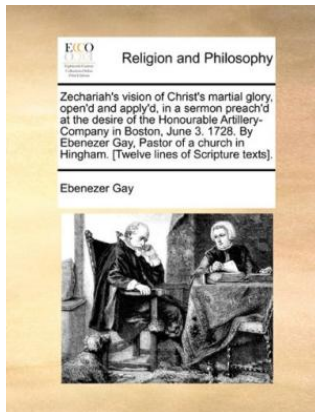 ECCO
Religion and Philosophy
Zechariah's vision of Christ's martial glory,
open'd and apply'd, in a sermon preach'd
at the desire of the Honourable Artillery-
Company in Boston, June 3. 1728. By
Ebenezer Gay, Pastor of a church in
Hingham. [Twelve lines of Scripture texts].
Ebenezer Gay